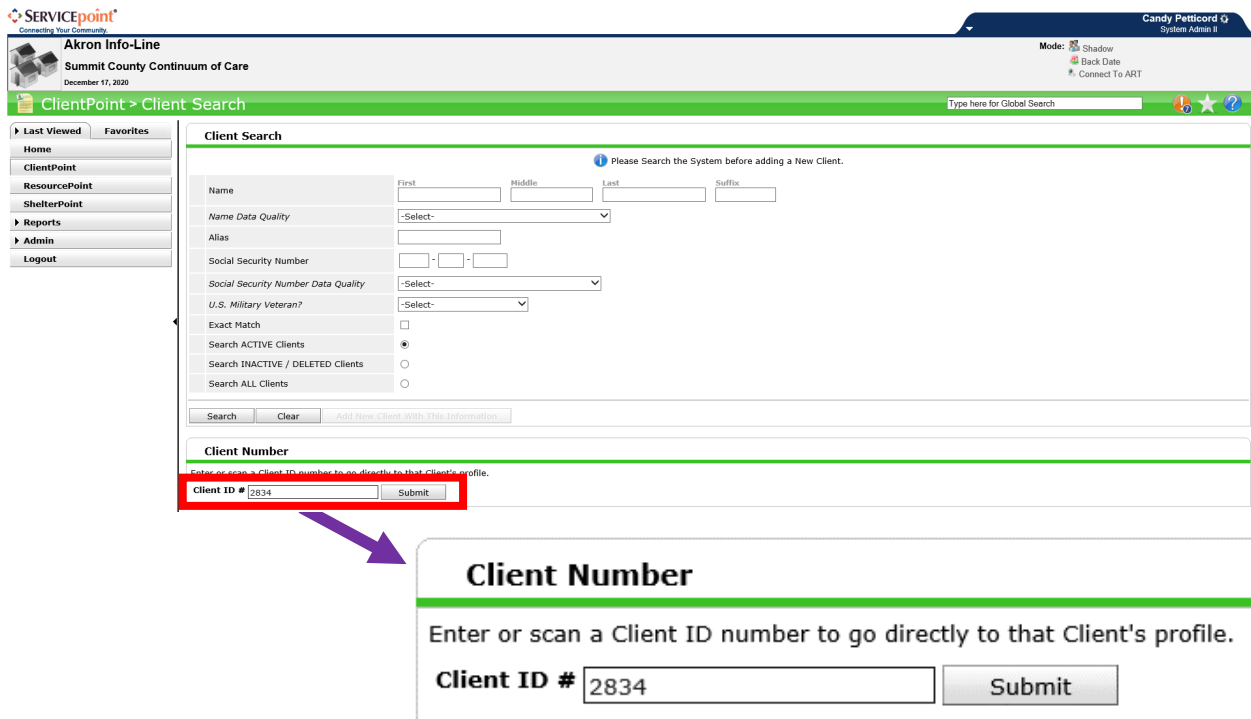 SERVICEpoint
Connecting Your Community.
Candy Petticord
System Admin II
Akron Info-Line
Summit County Continuum of Care
December 17, 2020
Mode: Shadow
Back Date
Connect To ART
ClientPoint > Client Search
Type here for Global Search
Last Viewed Favorites
Home
ClientPoint
ResourcePoint
ShelterPoint
Reports
Admin
Logout
Client Search
Please Search the System before adding a New Client.
Name First Middle Last Suffix
Name Data Quality -Select-
Alias
Social Security Number - -
Social Security Number Data Quality -Select-
U.S. Military Veteran? -Select-
Exact Match
Search ACTIVE Clients
Search INACTIVE / DELETED Clients
Search ALL Clients
Search Clear Add New Client With This Information
Client Number
Enter or scan a Client ID number to go directly to that Client's profile.
Client ID # 2834 Submit
Client Number
Enter or scan a Client ID number to go directly to that Client's profile.
Client ID # 2834 Submit